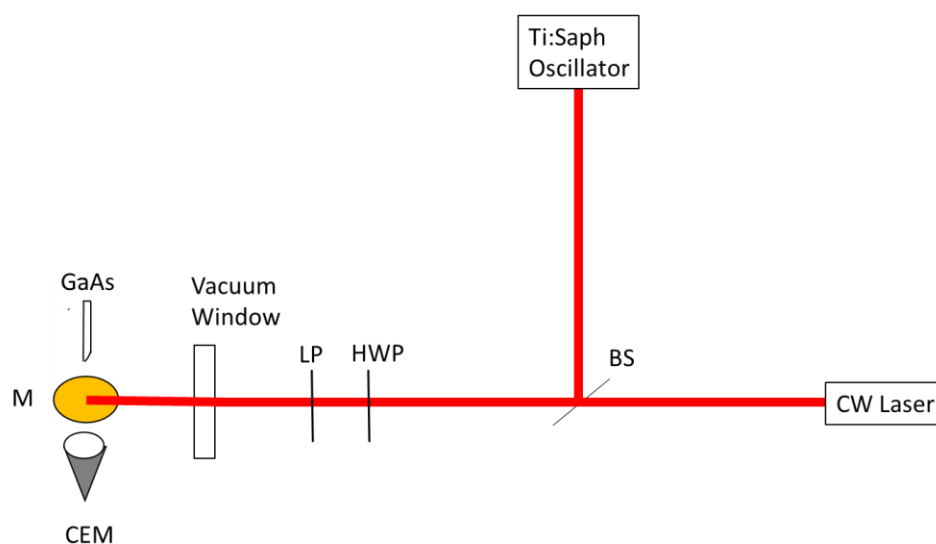 Ti:Saph
Oscillator
GaAs
Vacuum
Window
LP
HWP
BS
M
CW Laser
CEM